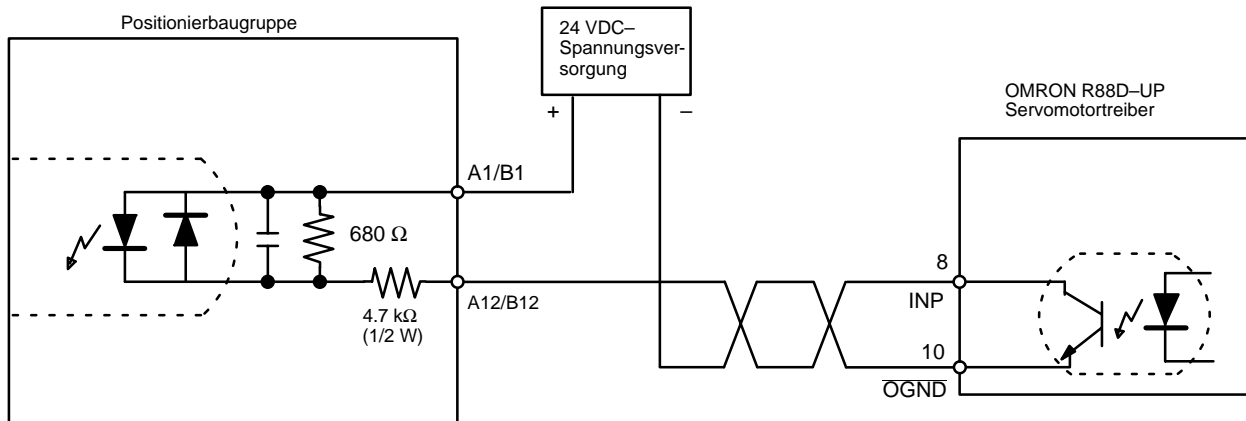 Positionierbaugruppe
24 VDC–
Spannungsver-
sorgung
+
–
OMRON R88D–UP
Servomotortreiber
A1/B1
680 Ω
8
INP
A12/B12
4.7 kΩ
(1/2 W)
10
OGND